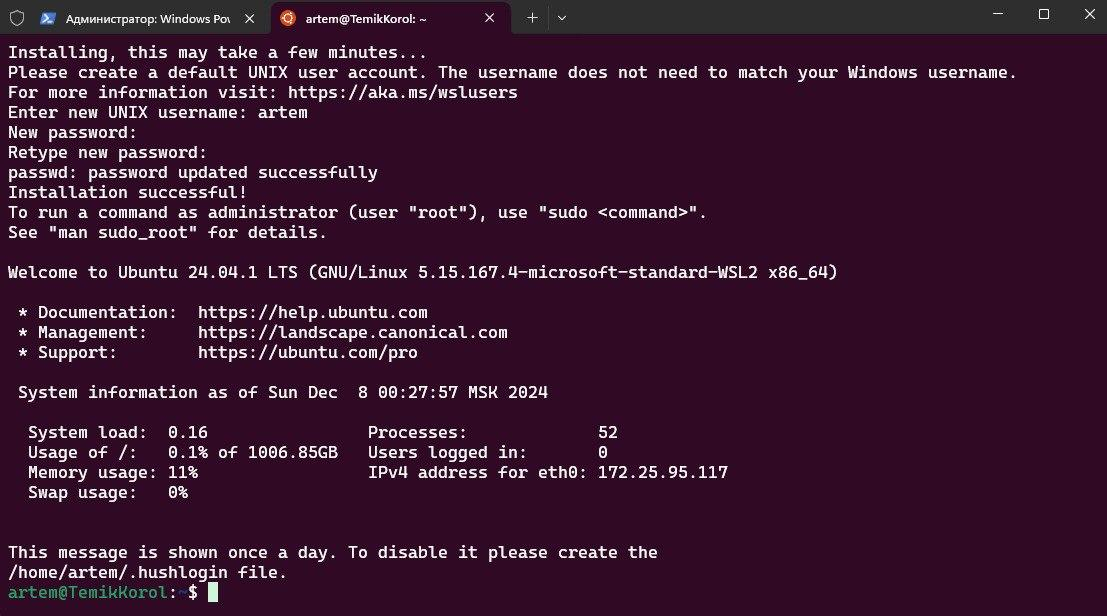 Администратор: Windows Pov
artem@TemikKorol: ~
Installing, this may take a few minutes...
Please create a default UNIX user account. The username does not need to match your Windows username.
For more information visit: https://aka.ms/wslusers
Enter new UNIX username: artem
New password:
Retype new password:
passwd: password updated successfully
Installation successful!
To run a command as administrator (user "root"), use "sudo <command>".
See "man sudo_root" for details.
Welcome to Ubuntu 24.04.1 LTS (GNU/Linux 5.15.167.4-microsoft-standard-WSL2 x86_64)
* Documentation:  https://help.ubuntu.com
* Management:     https://landscape.canonical.com
* Support:        https://ubuntu.com/pro
System information as of Sun Dec  8 00:27:57 MSK 2024
System load:  0.16                Processes:             52
Usage of /:   0.1% of 1006.85GB   Users logged in:       0
Memory usage: 11%                 IPv4 address for eth0: 172.25.95.117
Swap usage:   0%
This message is shown once a day. To disable it please create the
/home/artem/.hushlogin file.
artem@TemikKorol:~$